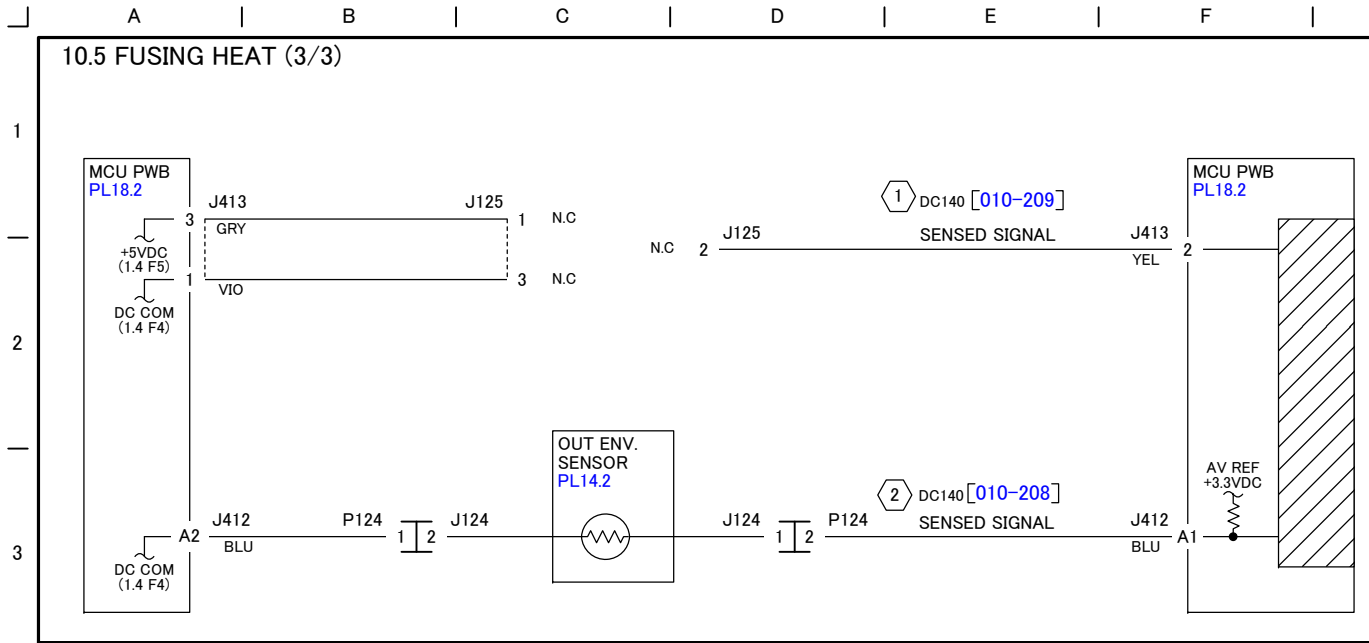 A B C D E F
10.5 FUSING HEAT (3/3)
1
MCU PWB
PL18.2
J413
J125
3
GRY
1
N.C
+5VDC
(1.4 F5)
1
VIO
3
N.C
DC COM
(1.4 F4)
N.C
2
J125
1
DC140 [010-209]
SENSED SIGNAL
J413
YEL
2
MCU PWB
PL18.2
2
OUT ENV.
SENSOR
PL14.2
3
A2
J412
BLU
DC COM
(1.4 F4)
P124
1 2
J124
J124
1 2
P124
2
DC140 [010-208]
SENSED SIGNAL
J412
BLU
A1
AV REF
+3.3VDC